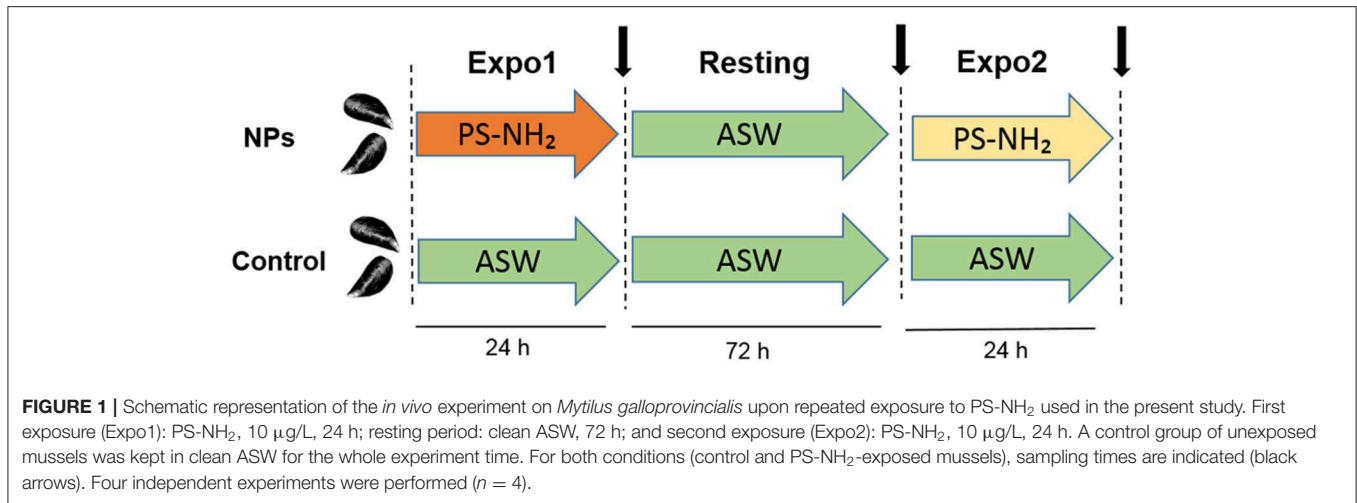 Expo1 Resting Expo2
NPs PS-NH₂ ASW PS-NH₂
Control ASW ASW ASW
24 h 72 h 24 h
FIGURE 1 | Schematic representation of the in vivo experiment on Mytilus galloprovincialis upon repeated exposure to PS-NH₂ used in the present study. First
exposure (Expo1): PS-NH₂, 10 μg/L, 24 h; resting period: clean ASW, 72 h; and second exposure (Expo2): PS-NH₂, 10 μg/L, 24 h. A control group of unexposed
mussels was kept in clean ASW for the whole experiment time. For both conditions (control and PS-NH₂-exposed mussels), sampling times are indicated (black
arrows). Four independent experiments were performed (n = 4).